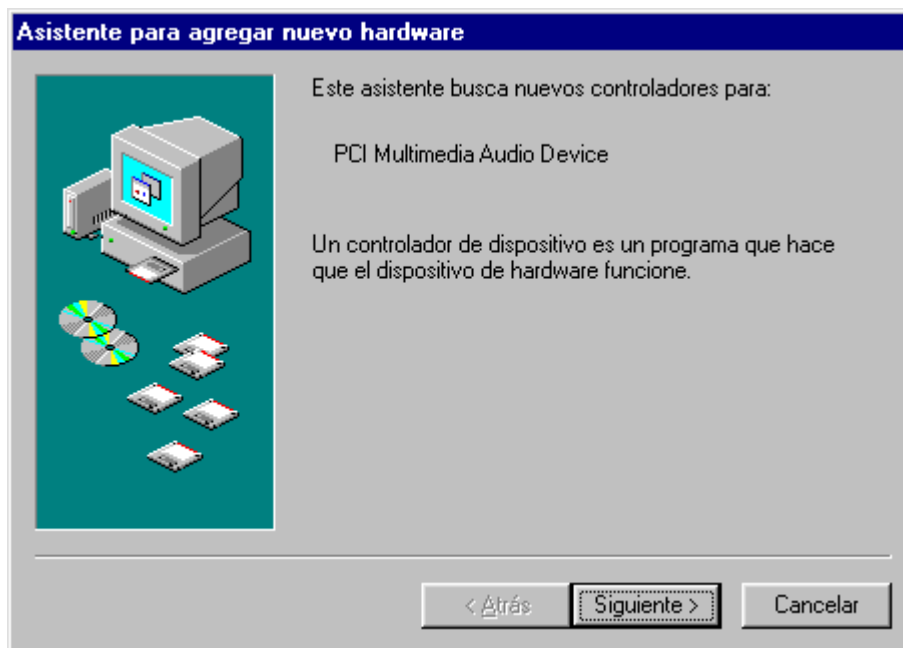 Asistente para agregar nuevo hardware
Este asistente busca nuevos controladores para:
PCI Multimedia Audio Device
Un controlador de dispositivo es un programa que hace
que el dispositivo de hardware funcione.
< Atrás
Siguiente >
Cancelar